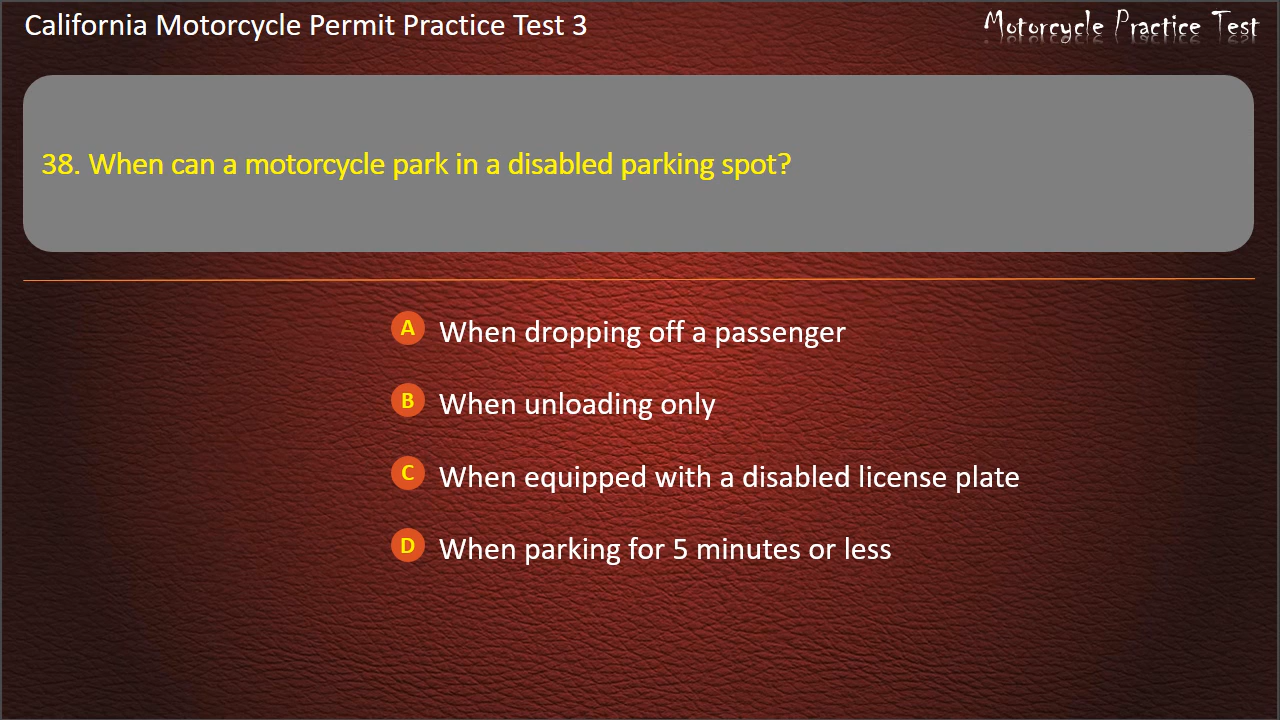 California Motorcycle Permit Practice Test 3
Motorcycle Practice Test
38. When can a motorcycle park in a disabled parking spot?
A When dropping off a passenger
B When unloading only
C When equipped with a disabled license plate
D When parking for 5 minutes or less